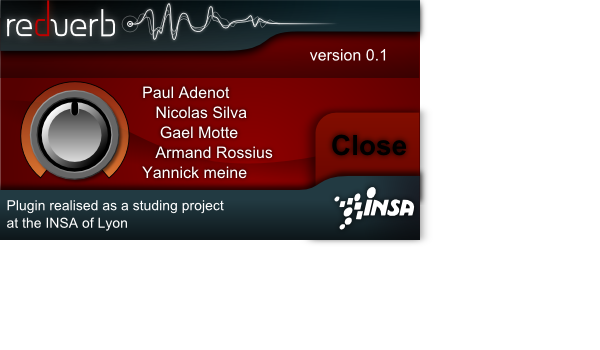 redverb
version 0.1
Paul Adenot
Nicolas Silva
Gael Motte
Armand Rossius
Yannick meine
Close
Plugin realised as a studing project
at the INSA of Lyon
INSA